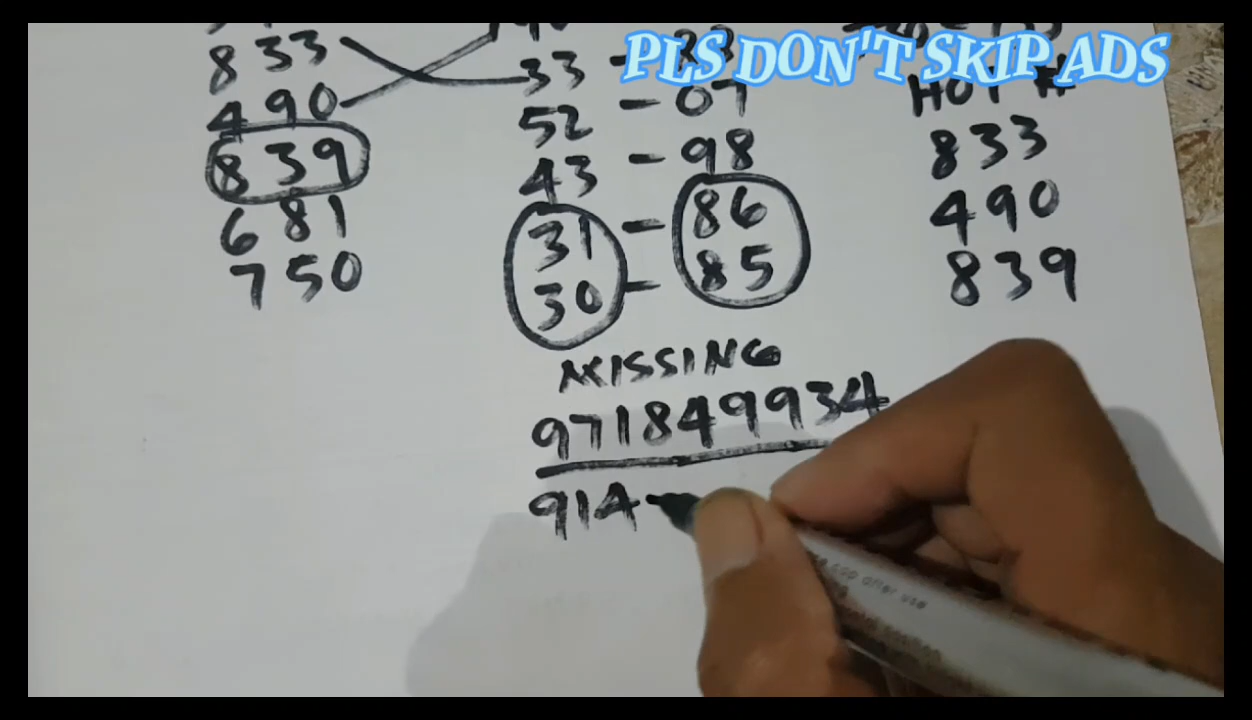 PLS DON'T SKIP ADS
833
490
839
681
750
33 -
52 - 07
43 - 98
31 - 86
30 - 85
HOT #
833
490
839
MISSING
9718499934
914